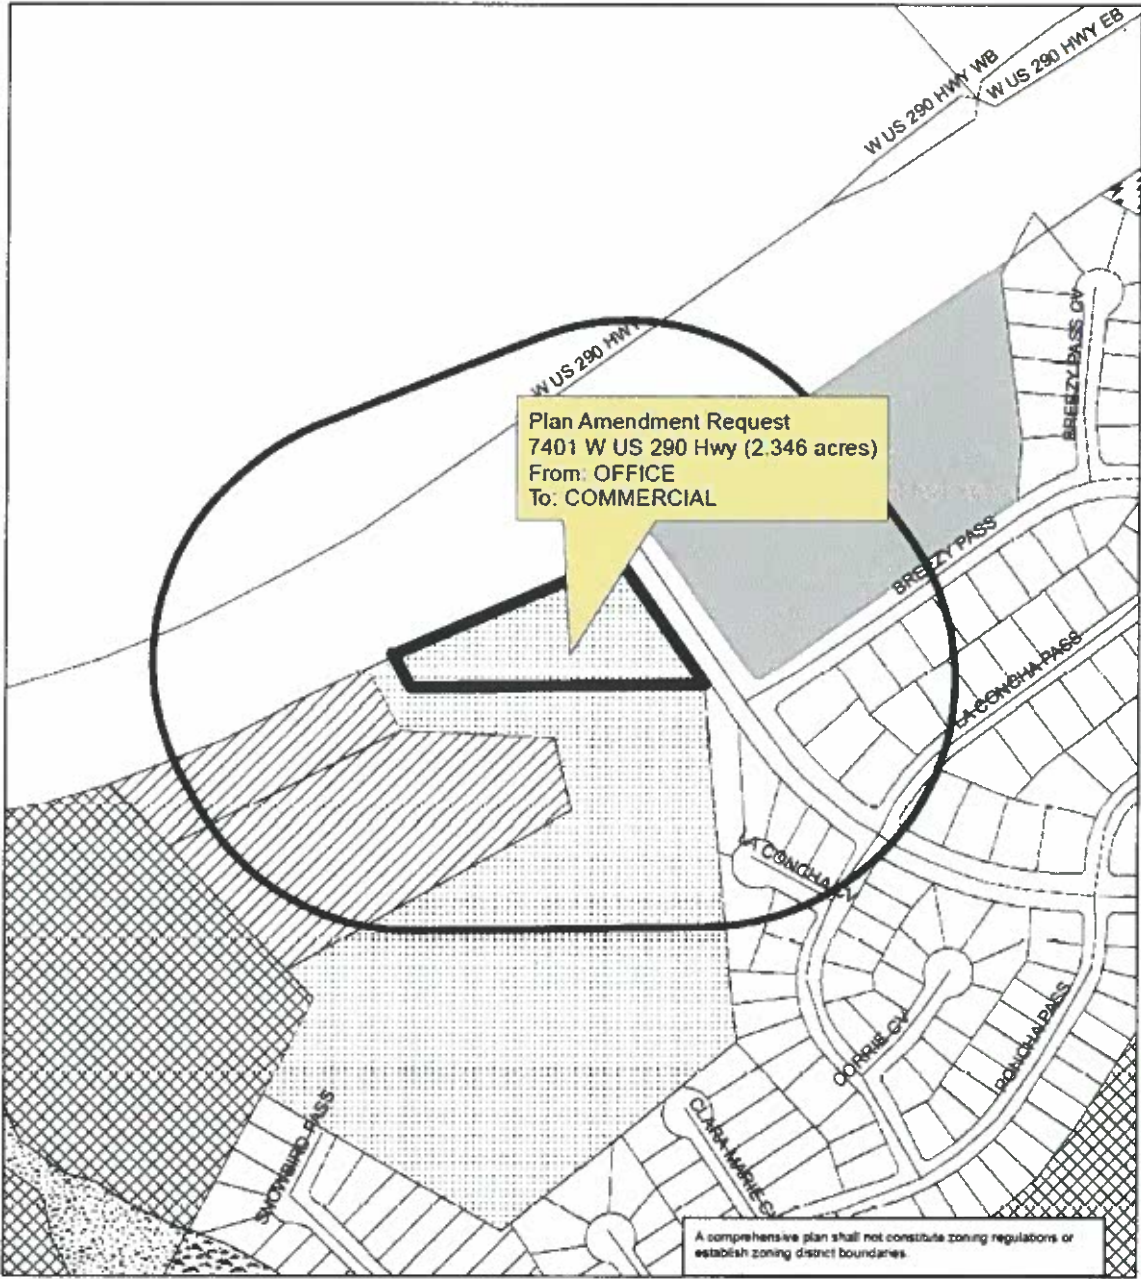 W US 290 HWY WB
W US 290 HWY EB
W US 290 HWY
Plan Amendment Request
7401 W US 290 Hwy (2.346 acres)
From: OFFICE
To: COMMERCIAL
BREEZY PASS CV
BREEZY PASS
LA CONCHA PASS
LA CONCHA CV
DORRIE CV
PONCHA PASS
CLARA MARIE CV
SNOWBIRD PASS
A comprehensive plan shall not constitute zoning regulations or
establish zoning district boundaries.